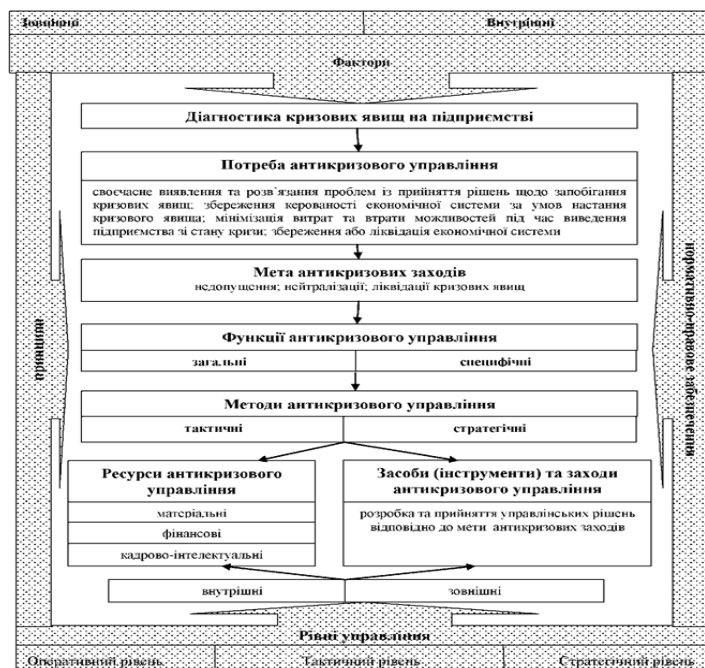 Зовнішні Внутрішні
Фактори
Діагностика кризових явищ на підприємстві
Потреба антикризового управління
своєчасне виявлення та розв`язання проблем із прийняття рішень щодо запобігання
кризових явищ; збереження керованості економічної системи за умов настання
кризового явища; мінімізація витрат та втрати можливостей під час виведення
підприємства зі стану кризи; збереження або ліквідація економічної системи
Мета антикризових заходів
недопущення; нейтралізації; ліквідації кризових явищ
Функції антикризового управління
загальні специфічні
Методи антикризового управління
тактичні стратегічні
принципи
нормативно-правове забезпечення
Ресурси антикризового
управління
матеріальні
фінансові
кадрово-інтелектуальні
Засоби (інструменти) та заходи
антикризового управління
розробка та прийняття управлінських рішень
відповідно до мети антикризових заходів
внутрішні зовнішні
Рівні управління
Оперативний рівень Тактичний рівень Стратегічний рівень